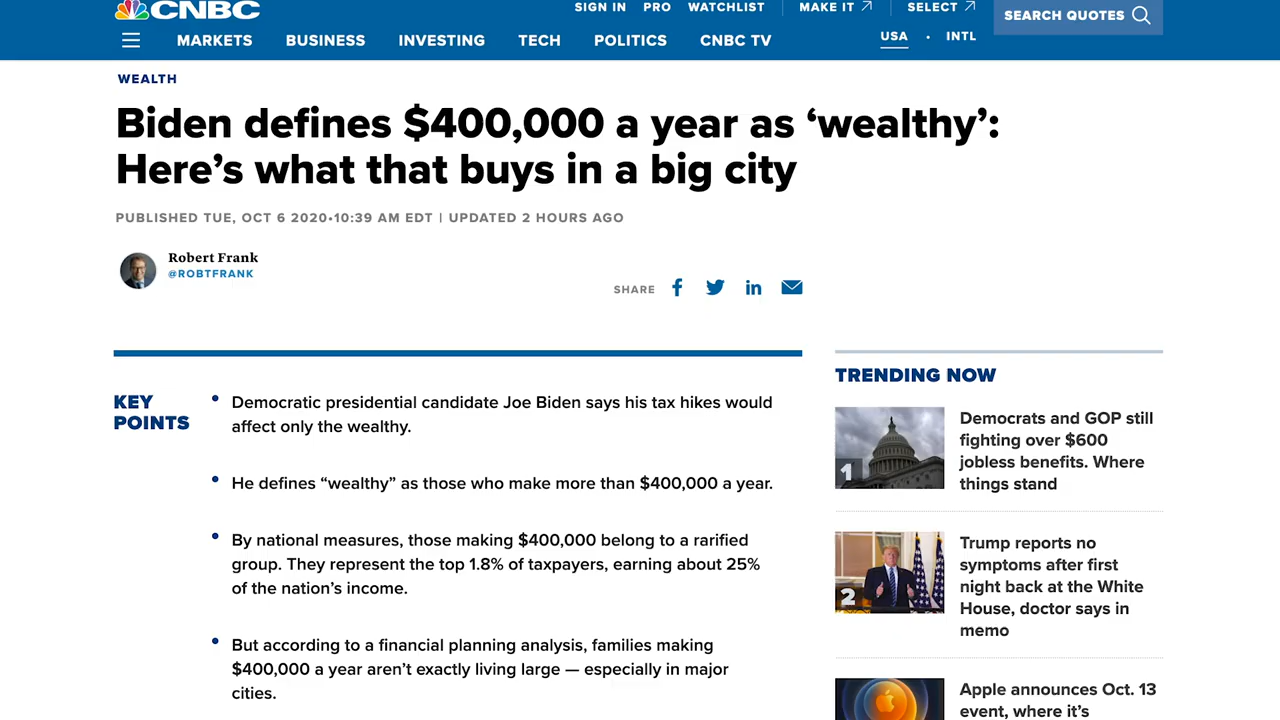 CNBC
SIGN IN PRO WATCHLIST MAKE IT SELECT
SEARCH QUOTES
MARKETS BUSINESS INVESTING TECH POLITICS CNBC TV
USA • INTL
WEALTH
Biden defines $400,000 a year as ‘wealthy’:
Here’s what that buys in a big city
PUBLISHED TUE, OCT 6 2020•10:39 AM EDT | UPDATED 2 HOURS AGO
Robert Frank
@ROBTFRANK
SHARE
KEY
POINTS
• Democratic presidential candidate Joe Biden says his tax hikes would
affect only the wealthy.
• He defines “wealthy” as those who make more than $400,000 a year.
• By national measures, those making $400,000 belong to a rarified
group. They represent the top 1.8% of taxpayers, earning about 25%
of the nation’s income.
• But according to a financial planning analysis, families making
$400,000 a year aren’t exactly living large — especially in major
cities.
TRENDING NOW
1
Democrats and GOP still
fighting over $600
jobless benefits. Where
things stand
2
Trump reports no
symptoms after first
night back at the White
House, doctor says in
memo
Apple announces Oct. 13
event, where it’s